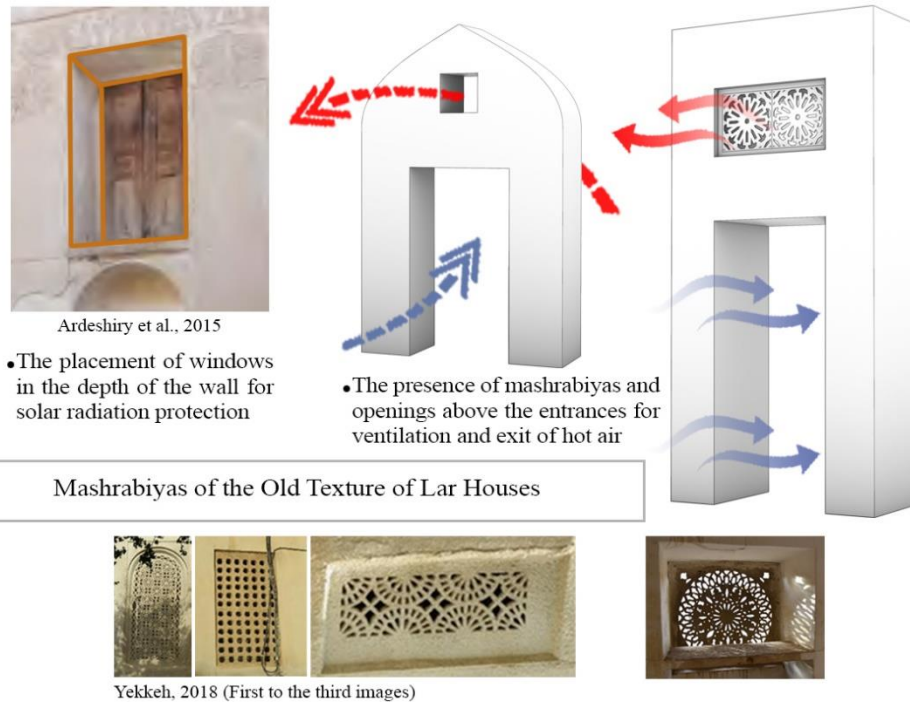 Ardeshiry et al., 2015
•The placement of windows
in the depth of the wall for
solar radiation protection
•The presence of mashrabiyas and
openings above the entrances for
ventilation and exit of hot air
Mashrabiyas of the Old Texture of Lar Houses
Yekkeh, 2018 (First to the third images)